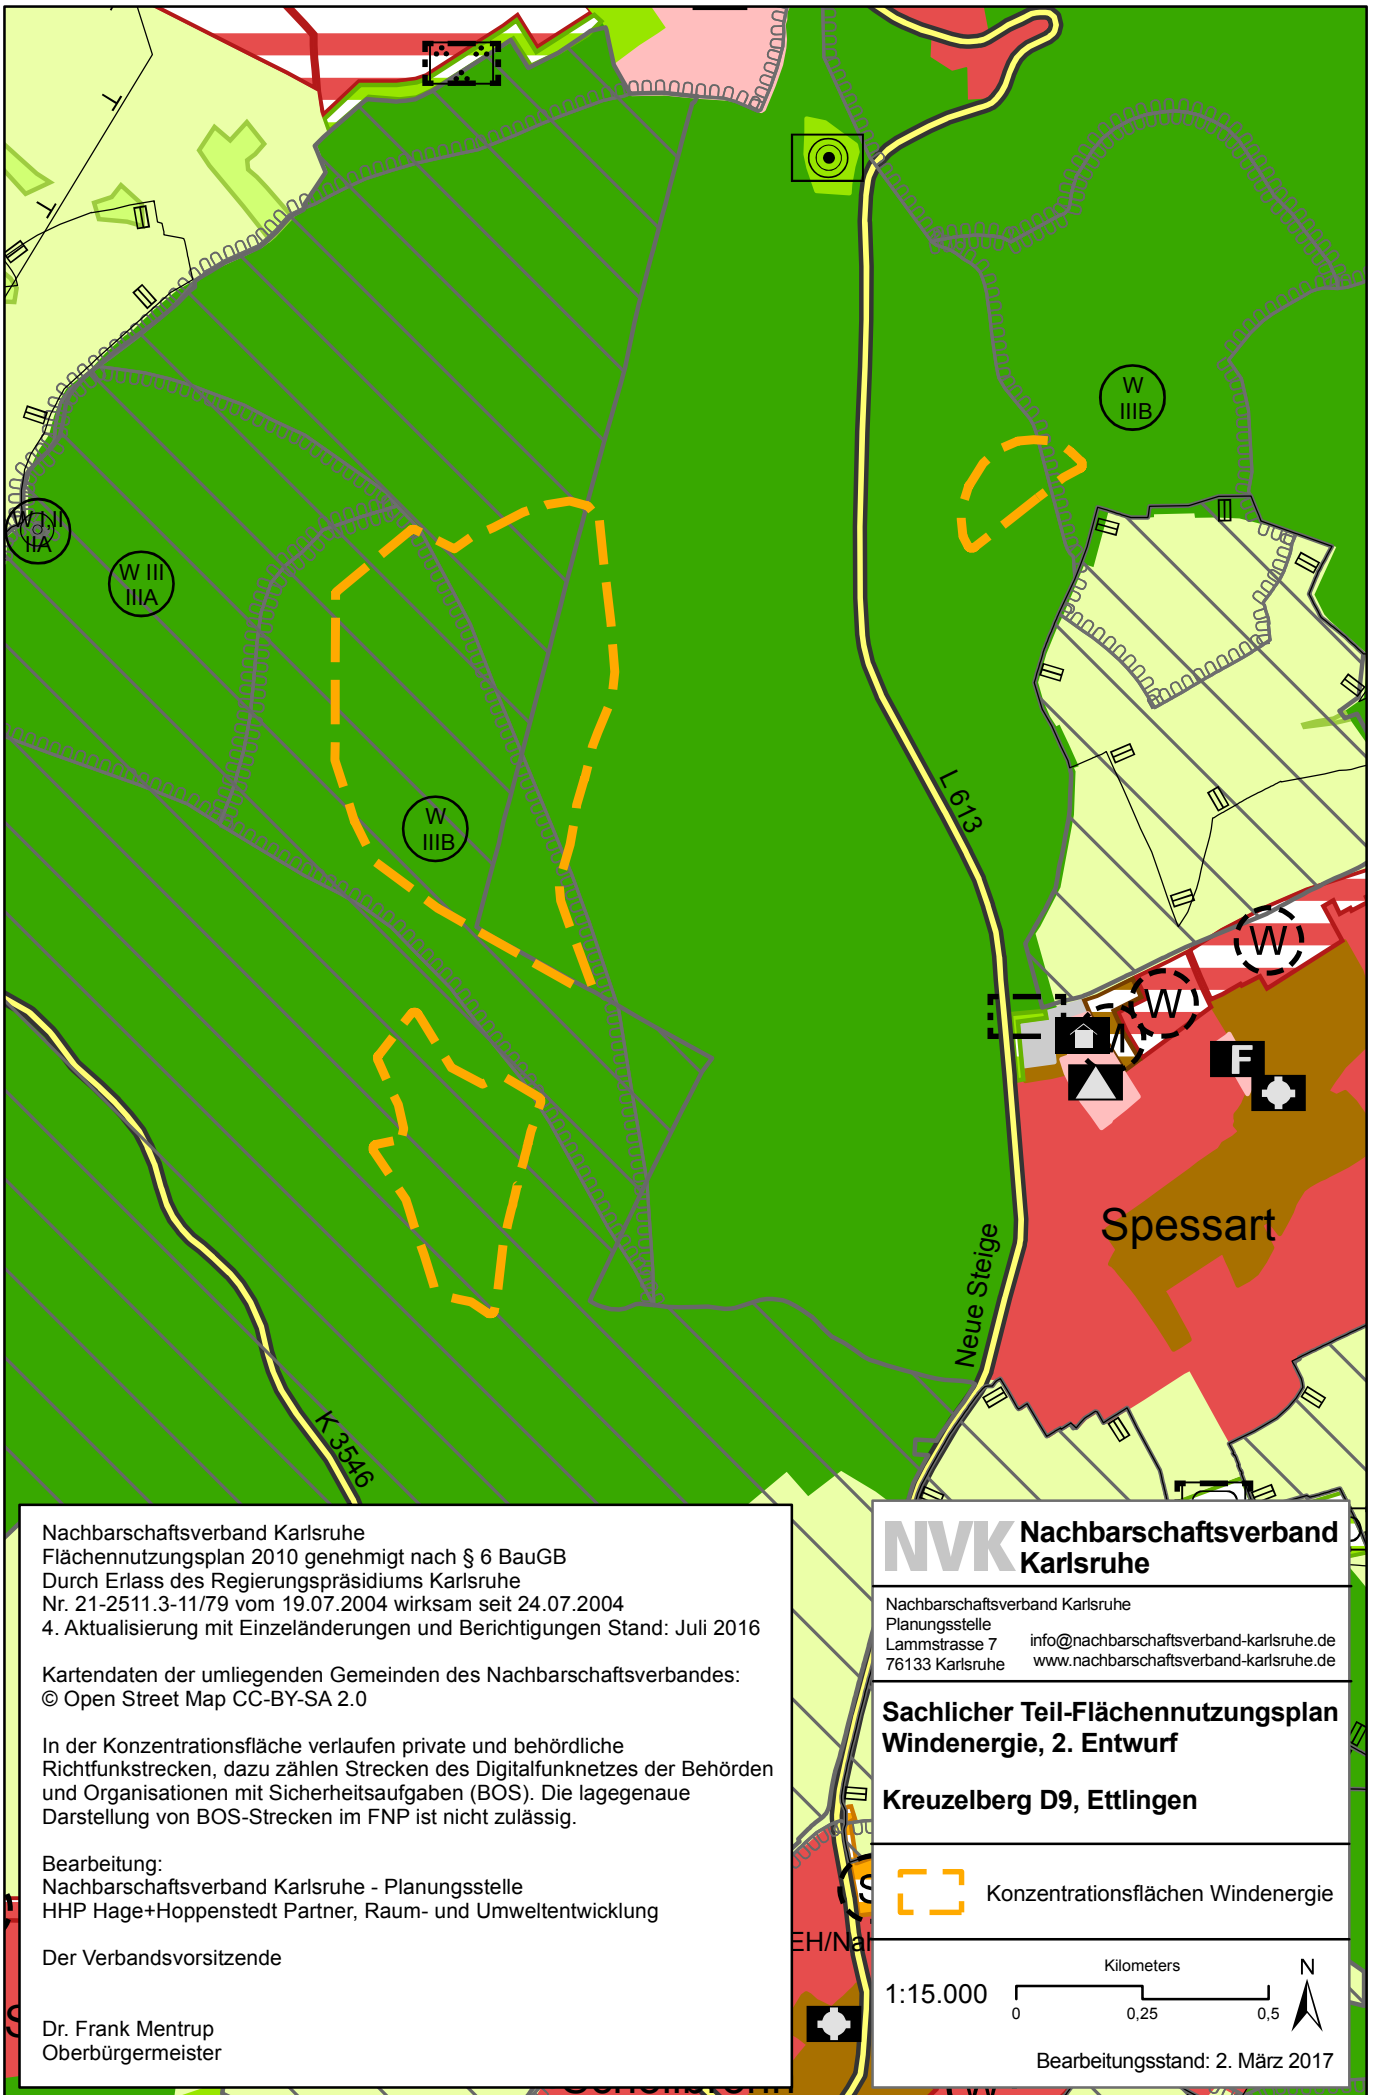 W
IIIB
W I,II
IIA
W III
IIIA
W
IIIB
L 613
W
W
F
Spessart
Neue Steige
K 3546
Nachbarschaftsverband Karlsruhe
Flächennutzungsplan 2010 genehmigt nach § 6 BauGB
Durch Erlass des Regierungspräsidiums Karlsruhe
Nr. 21-2511.3-11/79 vom 19.07.2004 wirksam seit 24.07.2004
4. Aktualisierung mit Einzeländerungen und Berichtigungen Stand: Juli 2016
Kartendaten der umliegenden Gemeinden des Nachbarschaftsverbandes:
© Open Street Map CC-BY-SA 2.0
In der Konzentrationsfläche verlaufen private und behördliche
Richtfunkstrecken, dazu zählen Strecken des Digitalfunknetzes der Behörden
und Organisationen mit Sicherheitsaufgaben (BOS). Die lagegenaue
Darstellung von BOS-Strecken im FNP ist nicht zulässig.
Bearbeitung:
Nachbarschaftsverband Karlsruhe - Planungsstelle
HHP Hage+Hoppenstedt Partner, Raum- und Umweltentwicklung
Der Verbandsvorsitzende
Dr. Frank Mentrup
Oberbürgermeister
NVK Nachbarschaftsverband
Karlsruhe
Nachbarschaftsverband Karlsruhe
Planungsstelle
Lammstrasse 7 info@nachbarschaftsverband-karlsruhe.de
76133 Karlsruhe www.nachbarschaftsverband-karlsruhe.de
Sachlicher Teil-Flächennutzungsplan
Windenergie, 2. Entwurf
Kreuzelberg D9, Ettlingen
Konzentrationsflächen Windenergie
Kilometers
1:15.000
0 0,25 0,5
N
Bearbeitungsstand: 2. März 2017
EH/Nah